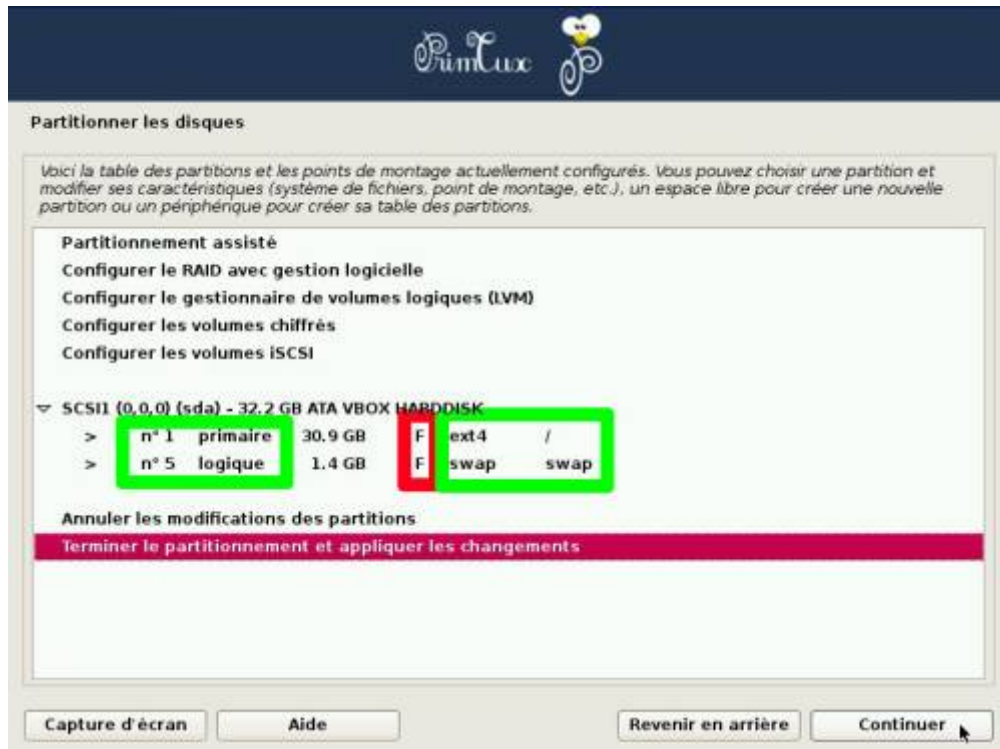 PrimTux
Partitionner les disques
Voici la table des partitions et les points de montage actuellement configurés. Vous pouvez choisir une partition et
modifier ses caractéristiques (système de fichiers, point de montage, etc.), un espace libre pour créer une nouvelle
partition ou un périphérique pour créer sa table des partitions.
Partitionnement assisté
Configurer le RAID avec gestion logicielle
Configurer le gestionnaire de volumes logiques (LVM)
Configurer les volumes chiffrés
Configurer les volumes iSCSI
SCSI1 (0,0,0) (sda) - 32.2 GB ATA VBOX HARDDISK
> n° 1 primaire 30.9 GB F ext4 /
> n° 5 logique 1.4 GB F swap swap
Annuler les modifications des partitions
Terminer le partitionnement et appliquer les changements
Capture d'écran Aide Revenir en arrière Continuer